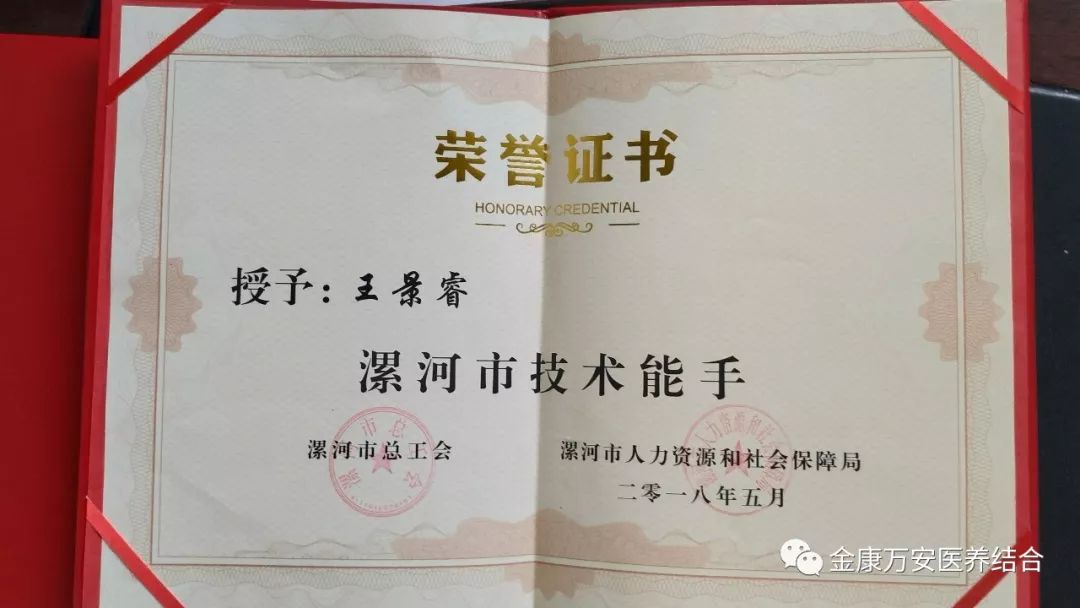 荣誉证书
HONORARY CREDENTIAL
授予：王景睿
漯河市技术能手
漯河市总工会
漯河市人力资源和社会保障局
二零一八年五月
金康万安医养结合